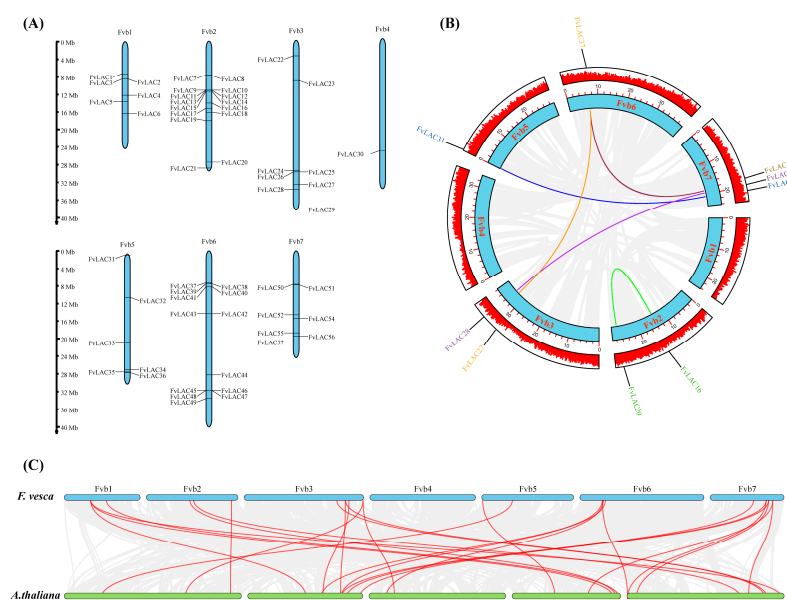 (A)
Fvb1
Fvb2
Fvb3
Fvb4
0 Mb
4 Mb
8 Mb
12 Mb
16 Mb
20 Mb
24 Mb
28 Mb
32 Mb
36 Mb
40 Mb
FvLAC1
FvLAC3
FvLAC2
FvLAC4
FvLAC5
FvLAC6
FvLAC7
FvLAC8
FvLAC9
FvLAC10
FvLAC11
FvLAC12
FvLAC13
FvLAC14
FvLAC15
FvLAC16
FvLAC17
FvLAC18
FvLAC19
FvLAC20
FvLAC21
FvLAC22
FvLAC23
FvLAC24
FvLAC25
FvLAC26
FvLAC27
FvLAC28
FvLAC29
FvLAC30
Fvb5
Fvb6
Fvb7
0 Mb
4 Mb
8 Mb
12 Mb
16 Mb
20 Mb
24 Mb
28 Mb
32 Mb
36 Mb
40 Mb
FvLAC31
FvLAC32
FvLAC33
FvLAC34
FvLAC35
FvLAC36
FvLAC37
FvLAC38
FvLAC39
FvLAC40
FvLAC41
FvLAC43
FvLAC42
FvLAC44
FvLAC45
FvLAC46
FvLAC48
FvLAC47
FvLAC49
FvLAC50
FvLAC51
FvLAC52
FvLAC54
FvLAC55
FvLAC56
(B)
FvLAC37
Fvb6
Fvb5
Fvb7
Fvb4
Fvb1
Fvb3
Fvb2
FvLAC31
FvLAC
FvLAC
FvLA
FvLAC28
FvLAC27
FvLAC20
FvLAC16
(C)
Fvb1
Fvb2
Fvb3
Fvb4
Fvb5
Fvb6
Fvb7
F. vesca
A.thaliana